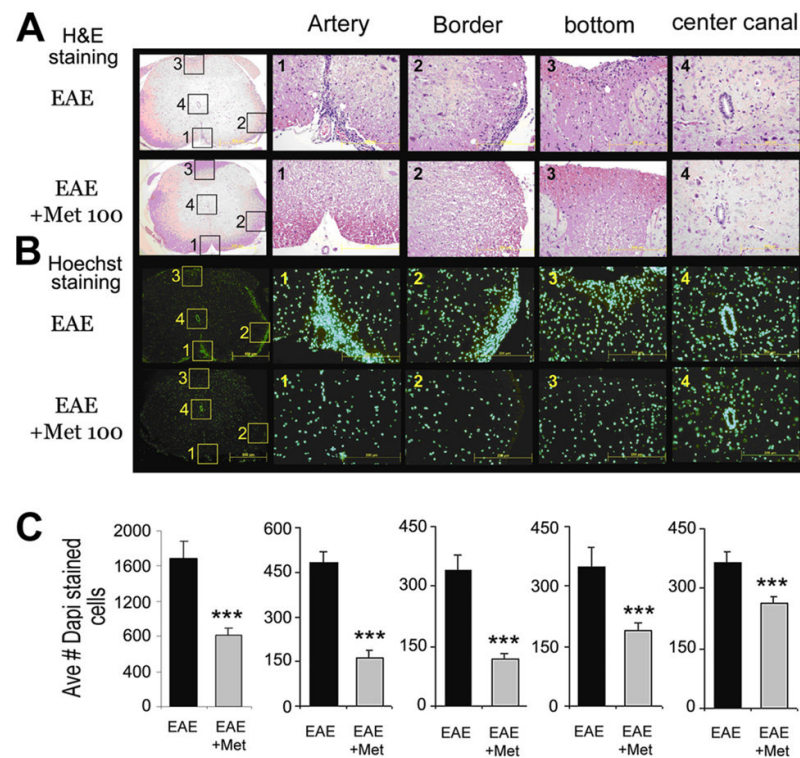 A
H&E
staining
Artery
Border
bottom
center canal
EAE
3
4
2
1
1
2
3
4
EAE
+Met 100
3
4
2
1
1
2
3
4
B
Hoechst
staining
EAE
3
4
2
1
1
2
3
4
EAE
+Met 100
3
4
2
1
1
2
3
4
C
Ave # Dapi stained
cells
2000
1600
1600
600
400
000
***
EAE
EAE
+Met
600
450
300
150
0
***
EAE
EAE
+Met
450
300
150
0
***
EAE
EAE
+Met
450
300
150
0
***
EAE
EAE
+Met
450
300
150
0
***
EAE
EAE
+Met